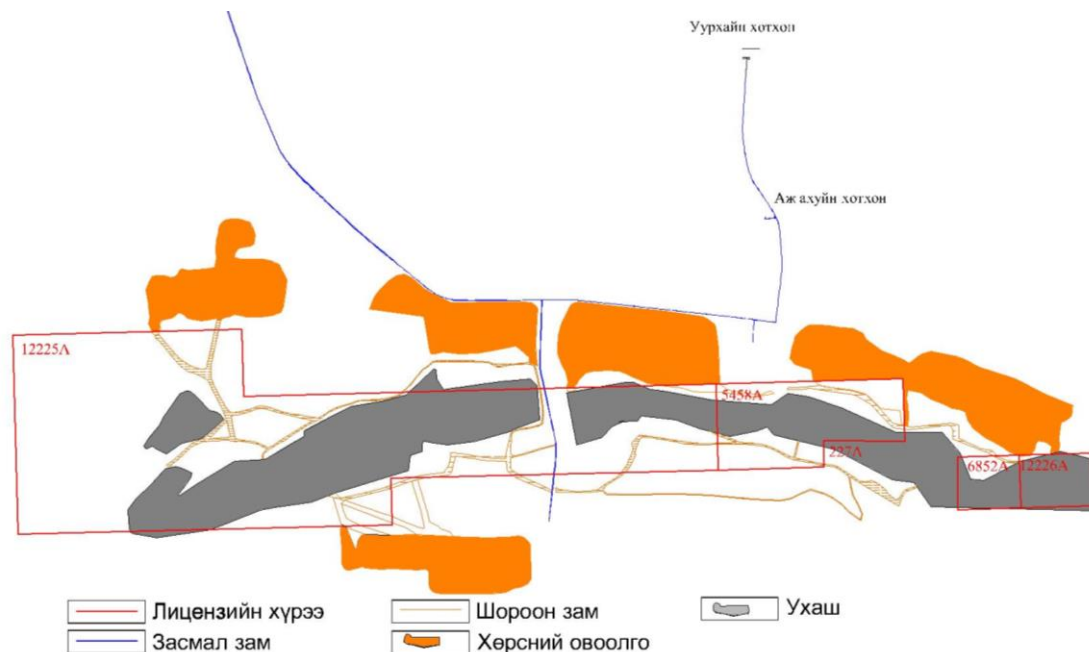 Уурхайн хотхон
Аж ахуйн хотхон
12225А
5458А
227А
6852А
12226А
Лицензийн хүрээ
Шороон зам
Ухаш
Засмал зам
Хөрсний овоолго